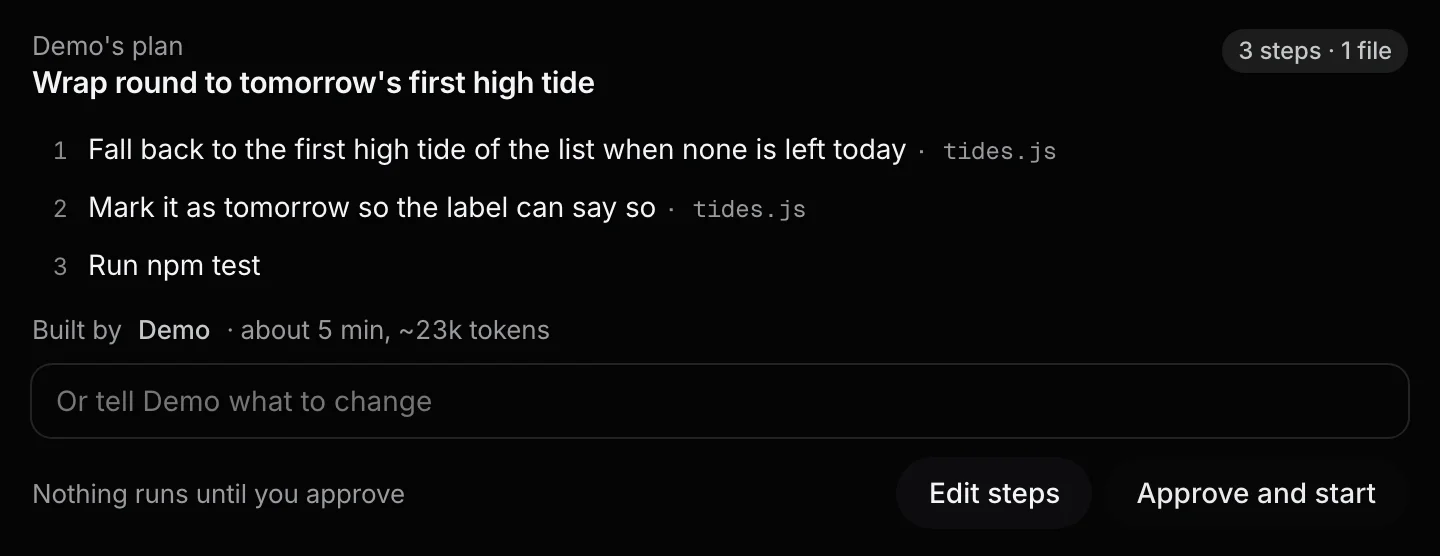 Demo's plan
3 steps · 1 file
Wrap round to tomorrow's first high tide
1 Fall back to the first high tide of the list when none is left today · tides.js
2 Mark it as tomorrow so the label can say so · tides.js
3 Run npm test
Built by Demo · about 5 min, ~23k tokens
Or tell Demo what to change
Nothing runs until you approve
Edit steps
Approve and start